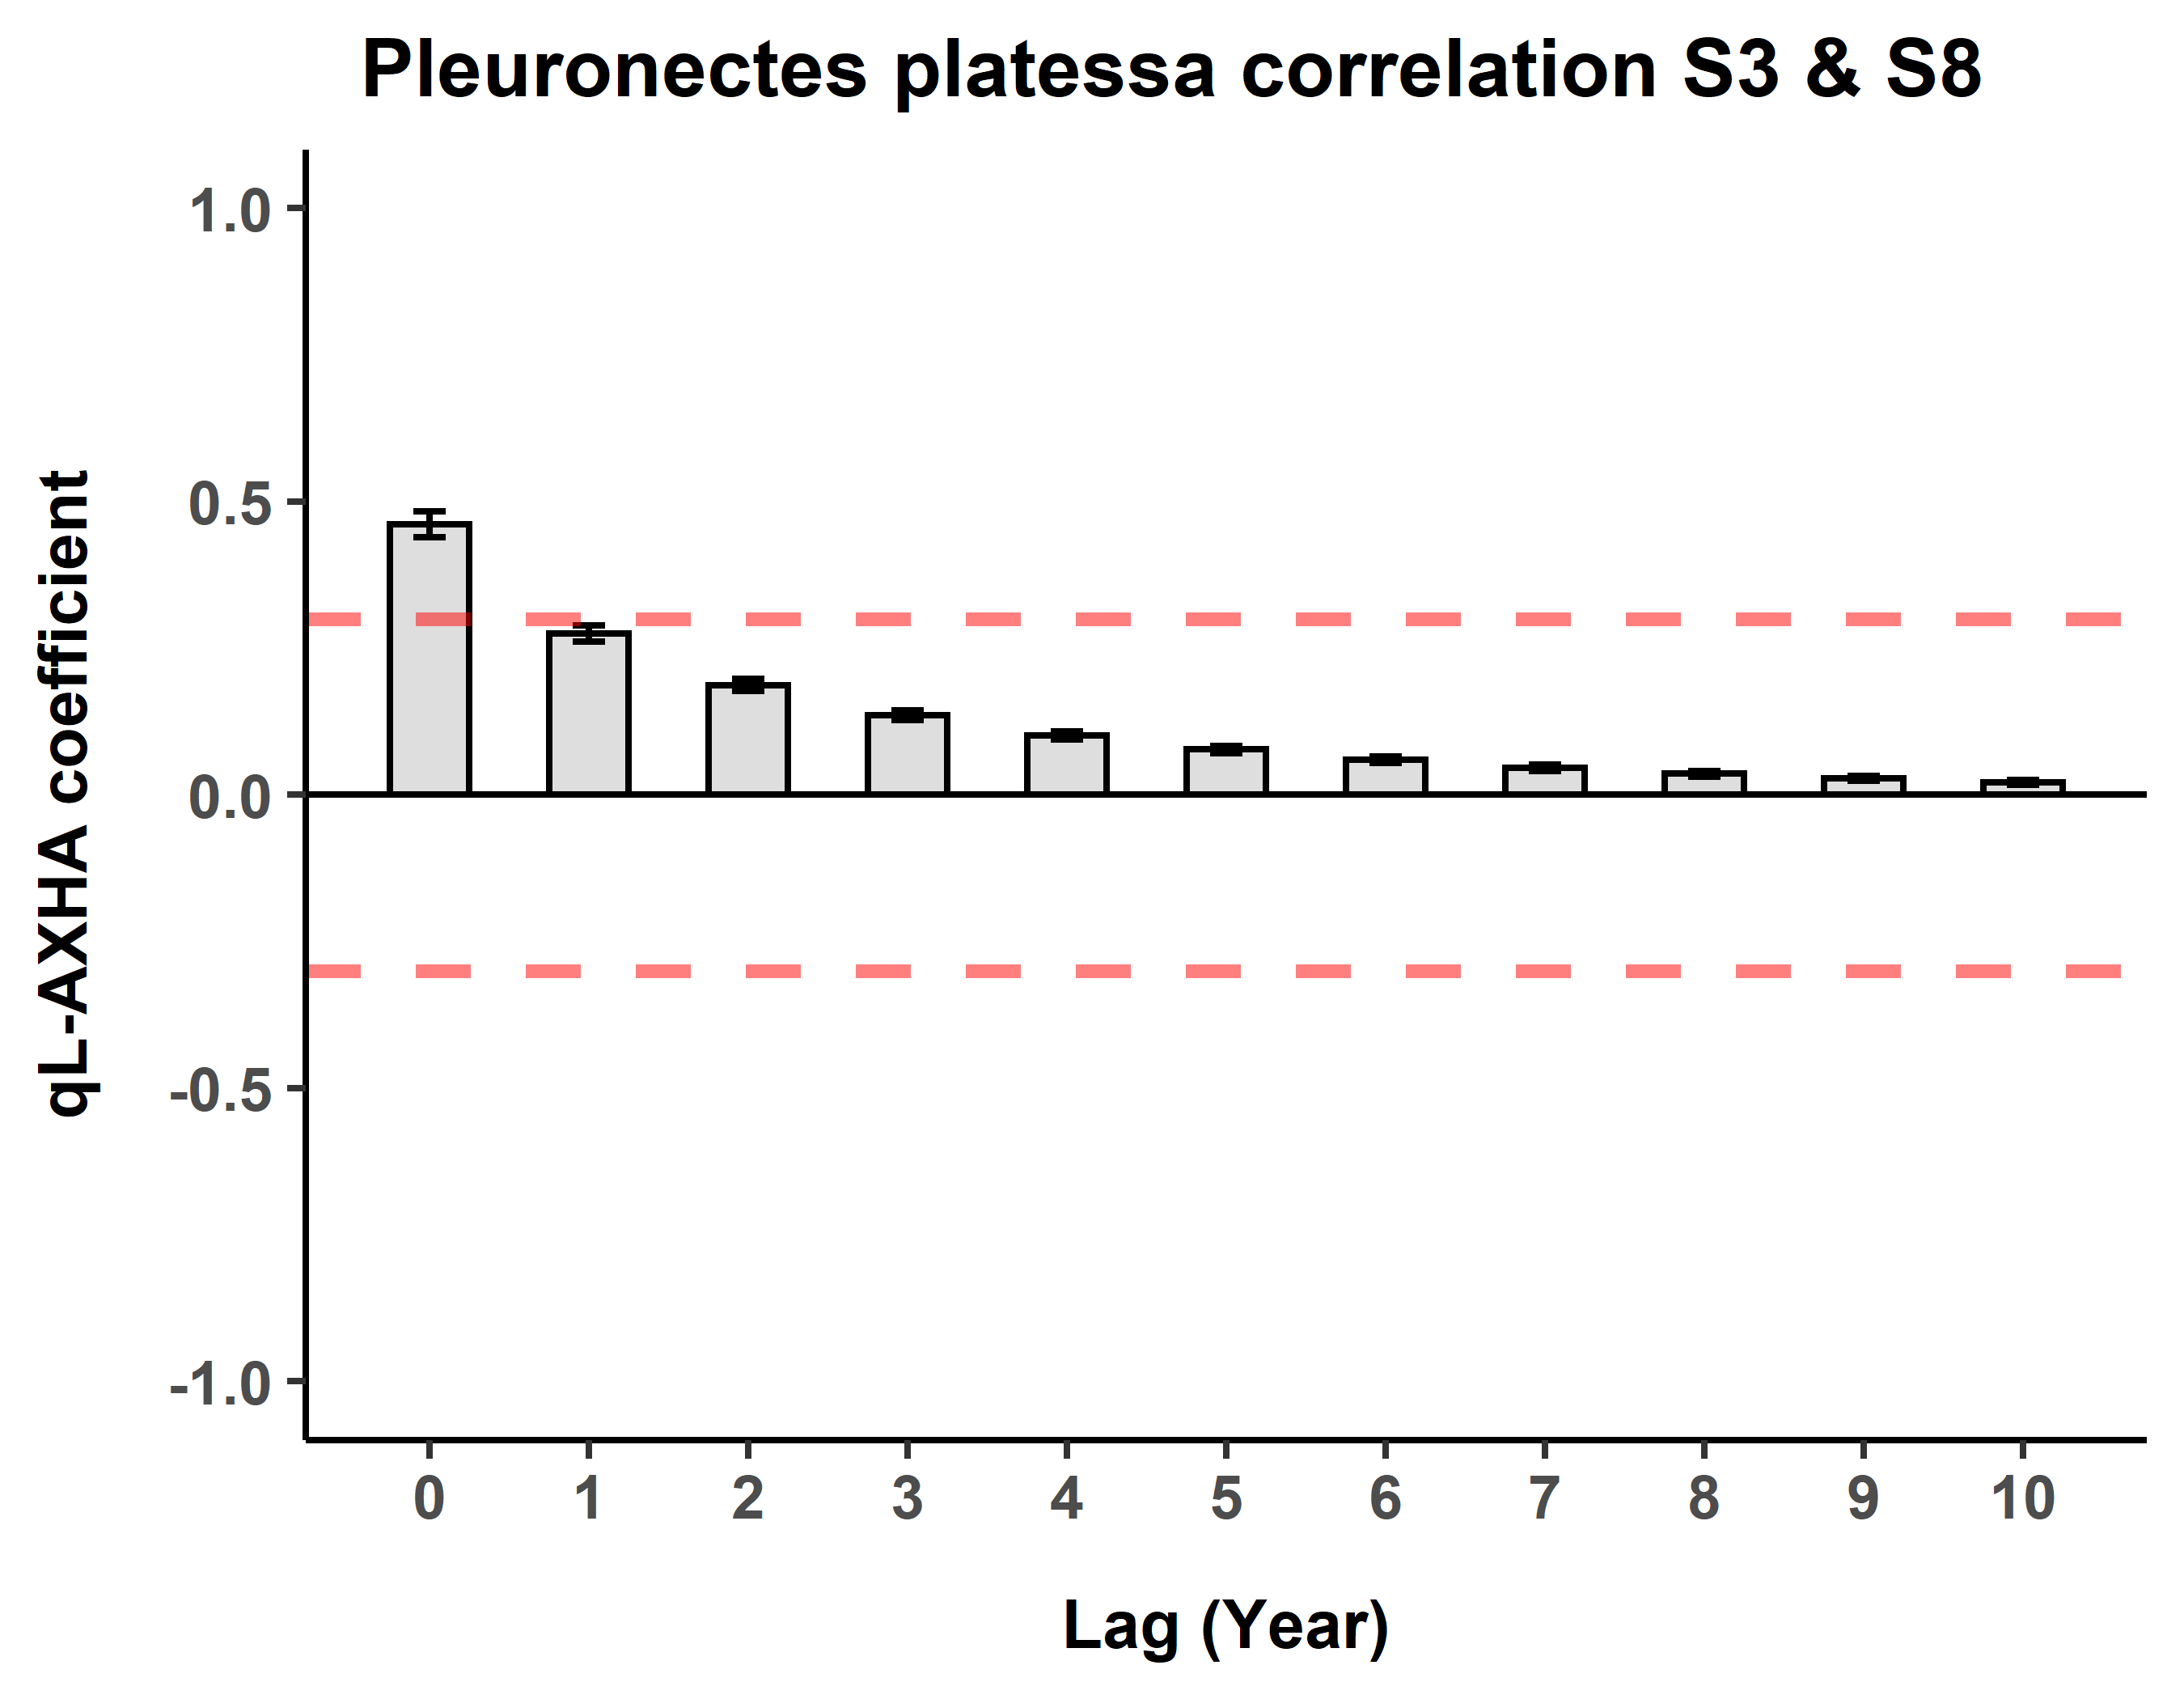 Pleuronectes platessa correlation S3 & S8
qL-AXHA coefficient
1.0
0.5
0.0
-0.5
-1.0
0 1 2 3 4 5 6 7 8 9 10
Lag (Year)